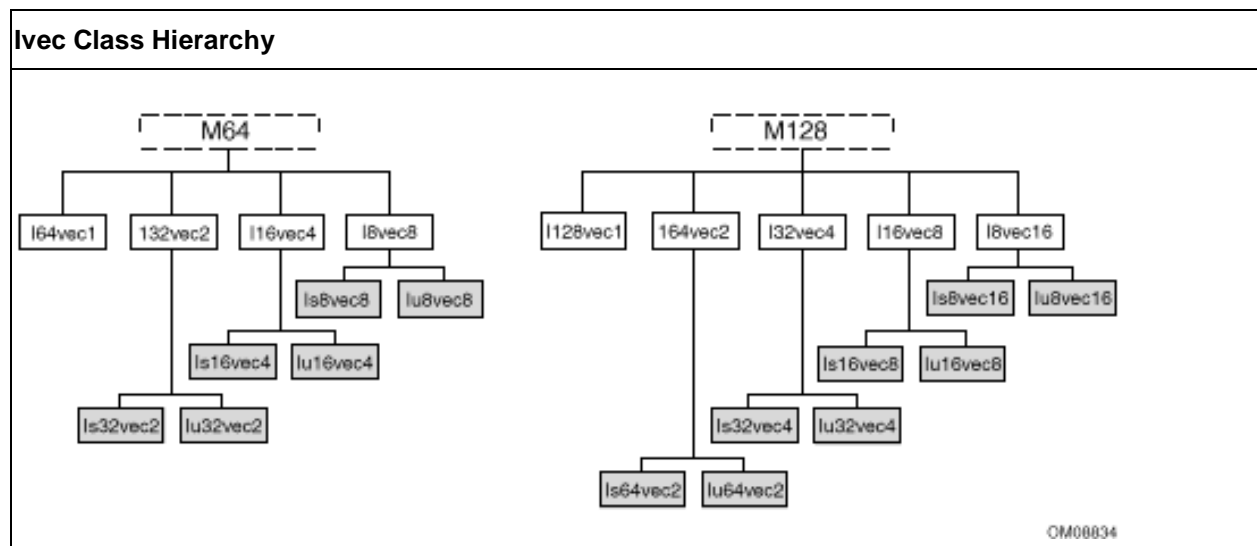 Ivec Class Hierarchy
M64
M128
I64vec1
132vec2
I16vec4
I8vec8
I128vec1
164vec2
I32vec4
I16vec8
I8vec16
Is8vec8
Iu8vec8
Is8vec16
Iu8vec16
Is16vec4
Iu16vec4
Is16vec8
Iu16vec8
Is32vec2
Iu32vec2
Is32vec4
Iu32vec4
Is64vec2
Iu64vec2
OM08834